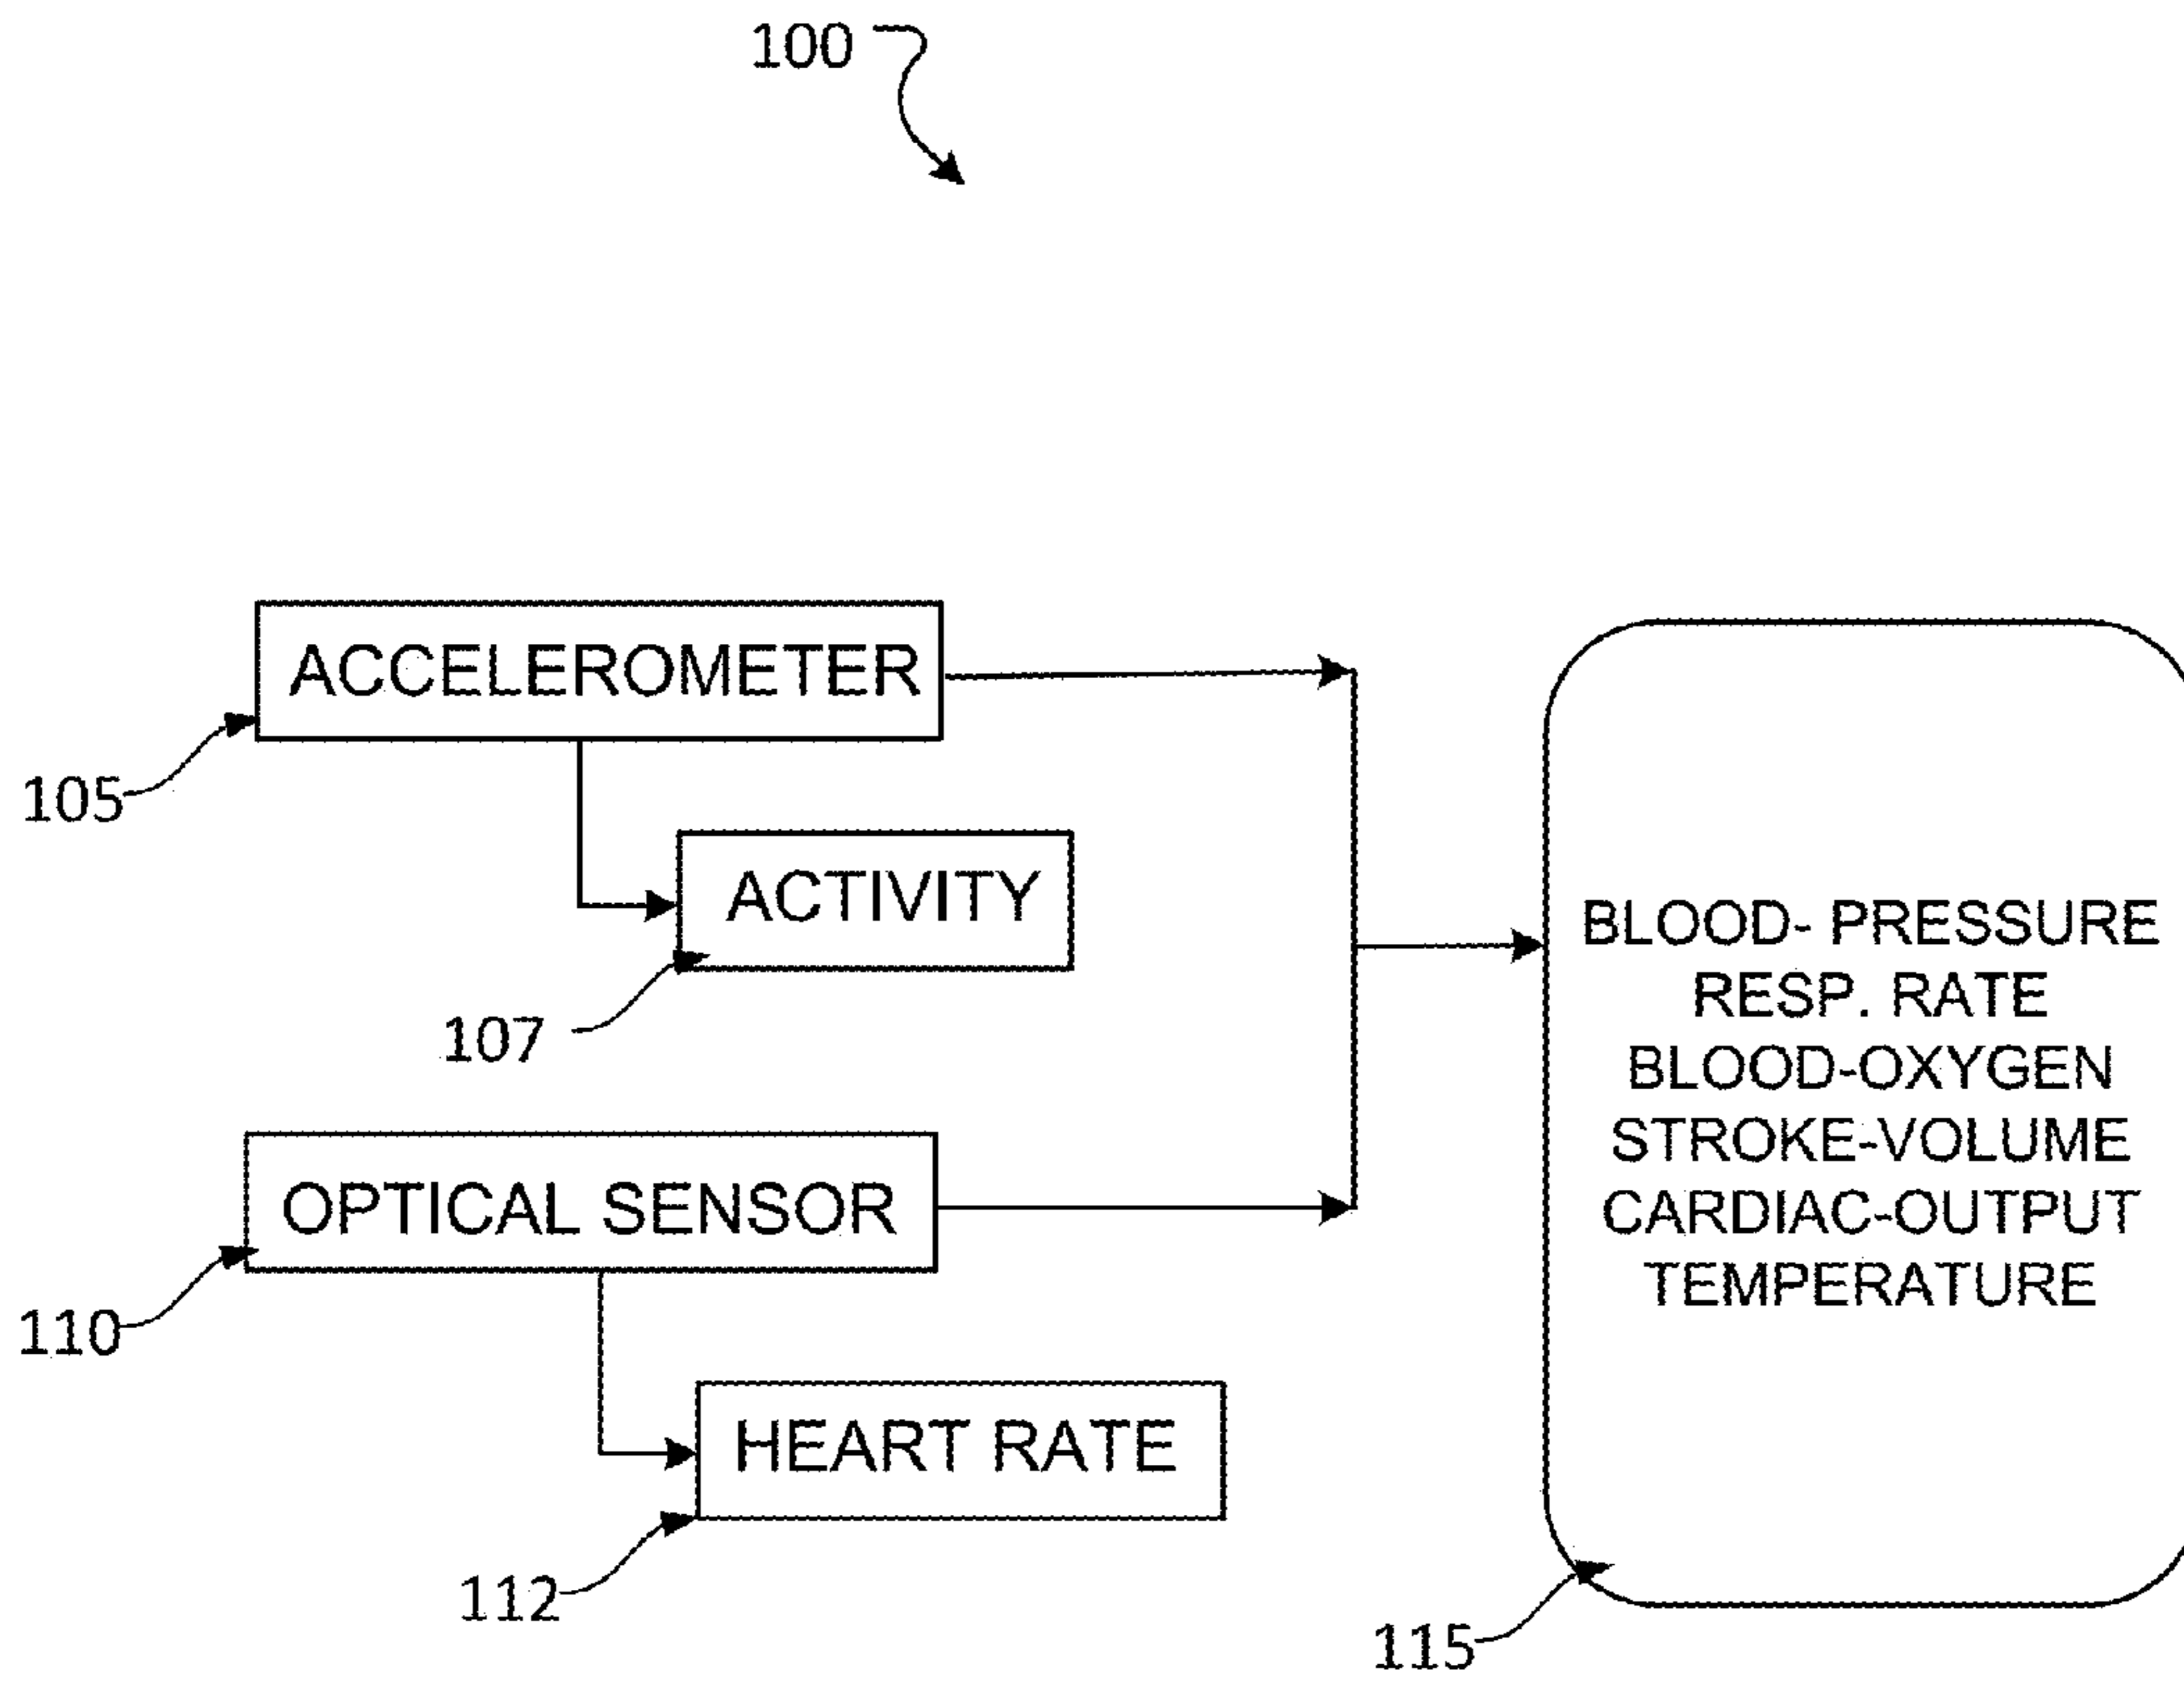 100
ACCELEROMETER
105
ACTIVITY
107
OPTICAL SENSOR
110
HEART RATE
112
BLOOD- PRESSURE
RESP. RATE
BLOOD-OXYGEN
STROKE-VOLUME
CARDIAC-OUTPUT
TEMPERATURE
115